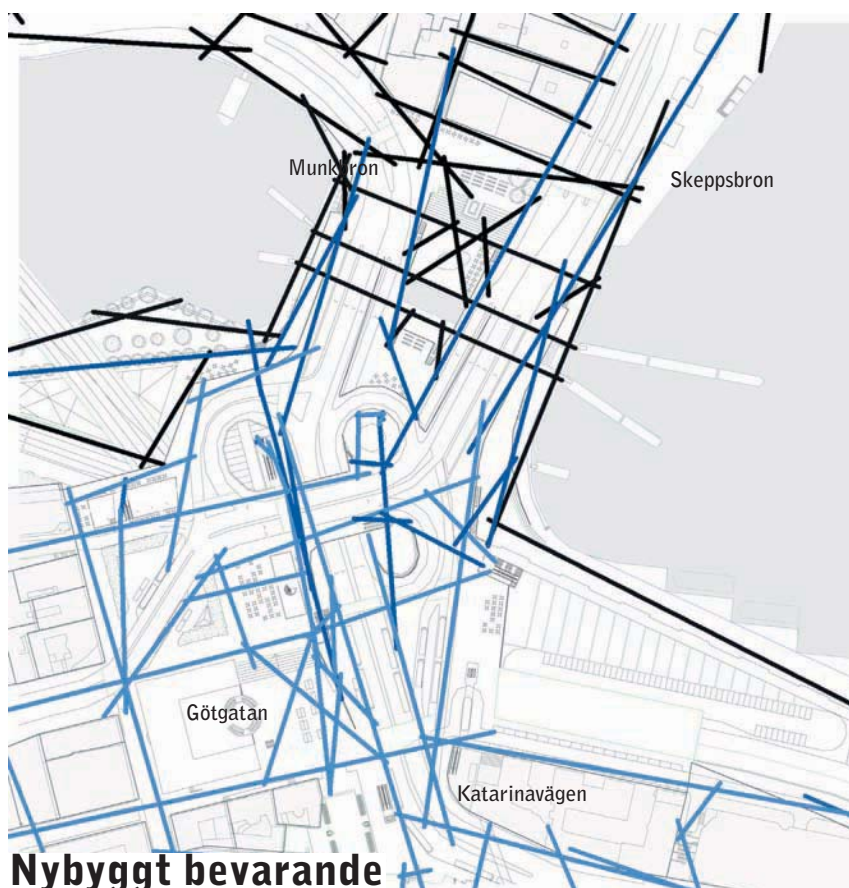 Munkbron
Skeppsbron
Götgatan
Katarinavägen
Nybyggt bevarande